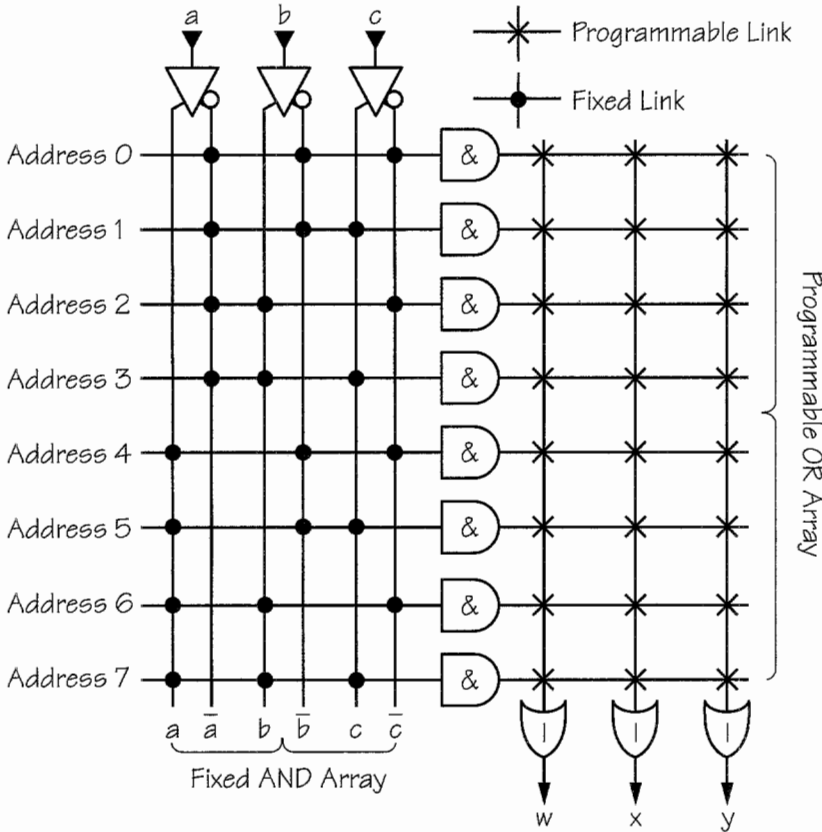 a b c
Programmable Link
Fixed Link
Address 0 &
Address 1 &
Address 2 &
Address 3 &
Address 4 &
Address 5 &
Address 6 &
Address 7 &
Programmable OR Array
a a̅ b b̅ c c̅
| | |
Fixed AND Array
w x y